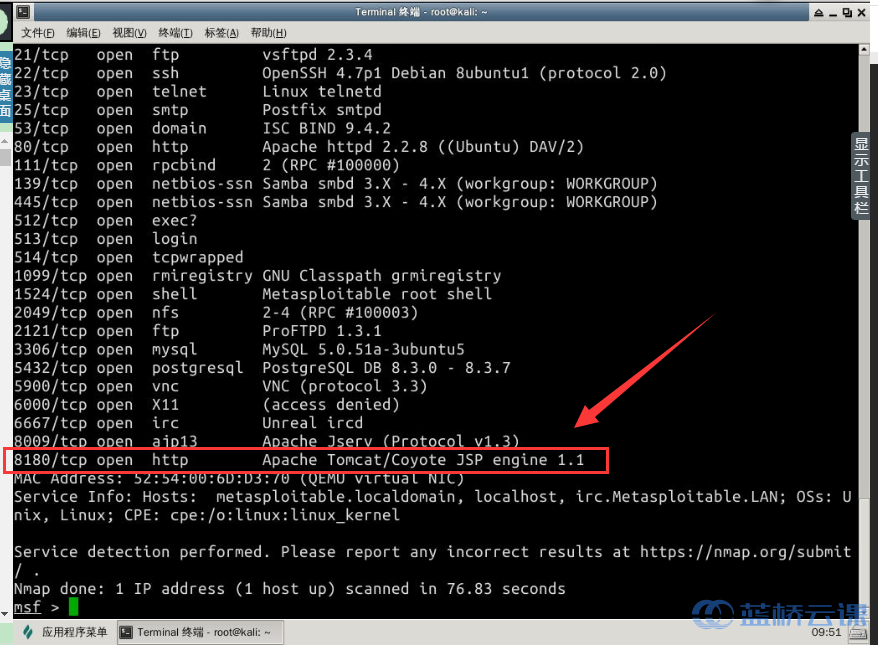 Terminal 终端 - root@kali: ~
文件(F) 编辑(E) 视图(V) 终端(T) 标签(A) 帮助(H)
隐藏桌面
21/tcp open ftp vsftpd 2.3.4
22/tcp open ssh OpenSSH 4.7p1 Debian 8ubuntu1 (protocol 2.0)
23/tcp open telnet Linux telnetd
25/tcp open smtp Postfix smtpd
53/tcp open domain ISC BIND 9.4.2
80/tcp open http Apache httpd 2.2.8 ((Ubuntu) DAV/2)
111/tcp open rpcbind 2 (RPC #100000)
139/tcp open netbios-ssn Samba smbd 3.X - 4.X (workgroup: WORKGROUP)
445/tcp open netbios-ssn Samba smbd 3.X - 4.X (workgroup: WORKGROUP)
512/tcp open exec?
513/tcp open login
514/tcp open tcpwrapped
1099/tcp open rmiregistry GNU Classpath grmiregistry
1524/tcp open shell Metasploitable root shell
2049/tcp open nfs 2-4 (RPC #100003)
2121/tcp open ftp ProFTPD 1.3.1
3306/tcp open mysql MySQL 5.0.51a-3ubuntu5
5432/tcp open postgresql PostgreSQL DB 8.3.0 - 8.3.7
5900/tcp open vnc VNC (protocol 3.3)
6000/tcp open X11 (access denied)
6667/tcp open irc Unreal ircd
8009/tcp open ajp13 Apache Jserv (Protocol v1.3)
8180/tcp open http Apache Tomcat/Coyote JSP engine 1.1
MAC Address: 52:54:00:6D:D3:70 (QEMU virtual NIC)
Service Info: Hosts:  metasploitable.localdomain, localhost, irc.Metasploitable.LAN; OSs: U
nix, Linux; CPE: cpe:/o:linux:linux_kernel
Service detection performed. Please report any incorrect results at https://nmap.org/submit
/ .
Nmap done: 1 IP address (1 host up) scanned in 76.83 seconds
msf >
显示工具栏
蓝桥云课
应用程序菜单 Terminal 终端 - root@kali: ~ 09:51